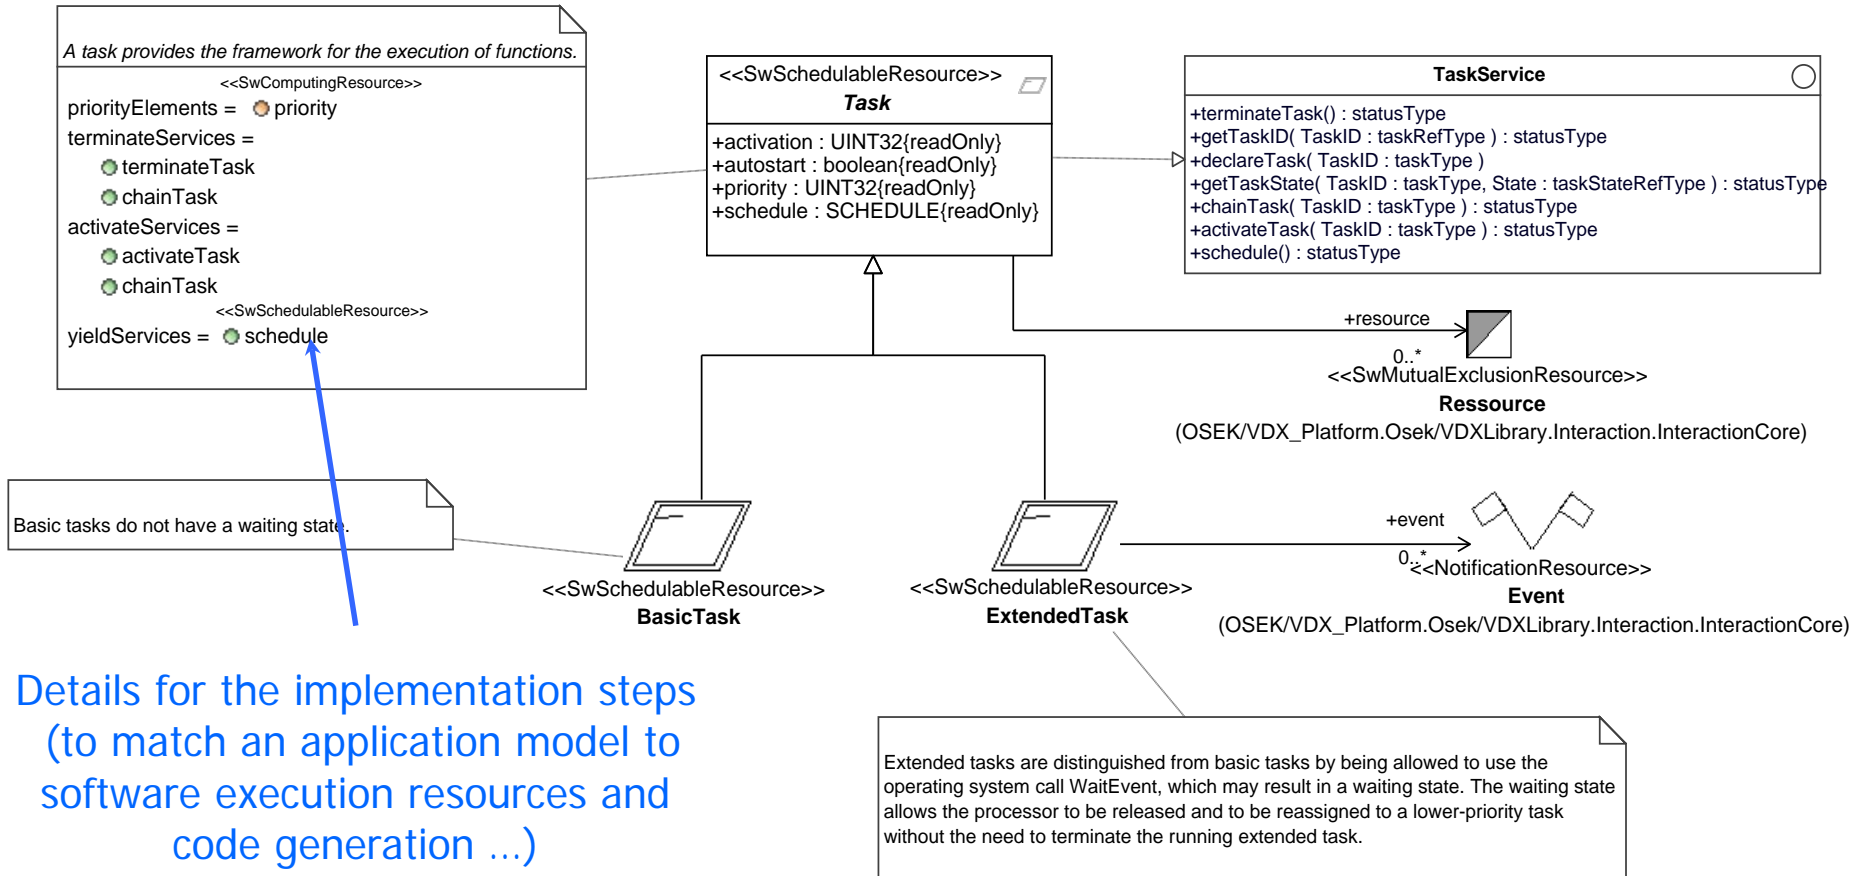 A task provides the framework for the execution of functions.
<<SwComputingResource>>
priorityElements = priority
terminateServices =
terminateTask
chainTask
activateServices =
activateTask
chainTask
<<SwSchedulableResource>>
yieldServices = schedule
<<SwSchedulableResource>>
Task
+activation : UINT32{readOnly}
+autostart : boolean{readOnly}
+priority : UINT32{readOnly}
+schedule : SCHEDULE{readOnly}
TaskService
+terminateTask() : statusType
+getTaskID( TaskID : taskRefType ) : statusType
+declareTask( TaskID : taskType )
+getTaskState( TaskID : taskType, State : taskStateRefType ) : statusType
+chainTask( TaskID : taskType ) : statusType
+activateTask( TaskID : taskType ) : statusType
+schedule() : statusType
+resource
0..*
<<SwMutualExclusionResource>>
Ressource
(OSEK/VDX_Platform.Osek/VDXLibrary.Interaction.InteractionCore)
Basic tasks do not have a waiting state.
<<SwSchedulableResource>>
BasicTask
<<SwSchedulableResource>>
ExtendedTask
+event
0..*
<<NotificationResource>>
Event
(OSEK/VDX_Platform.Osek/VDXLibrary.Interaction.InteractionCore)
Details for the implementation steps
(to match an application model to
software execution resources and
code generation ...)
Extended tasks are distinguished from basic tasks by being allowed to use the
operating system call WaitEvent, which may result in a waiting state. The waiting state
allows the processor to be released and to be reassigned to a lower-priority task
without the need to terminate the running extended task.